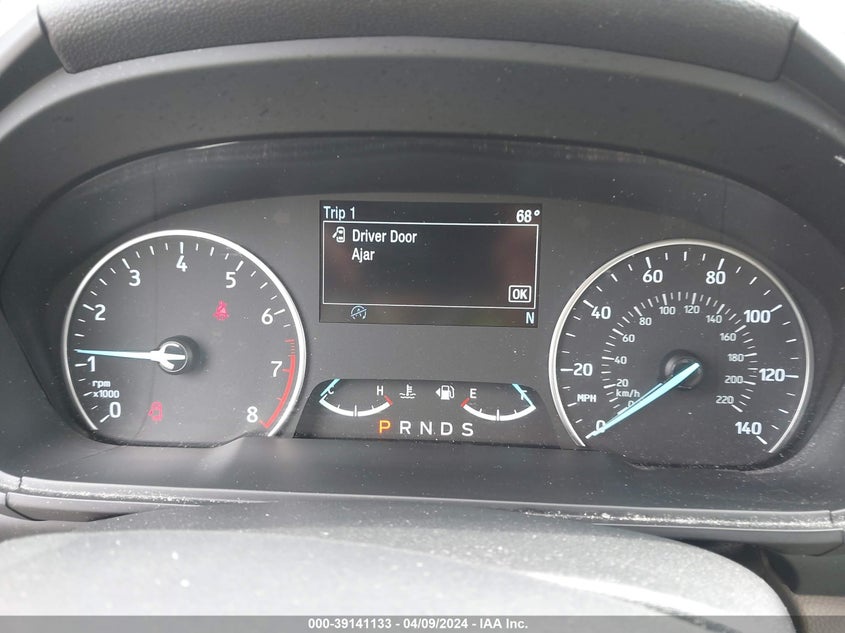 Trip 1 68°
Driver Door
Ajar
OK
N
0 1 2 3 4 5 6 7 8
rpm
x1000
C H E F
P R N D S
0 20 40 60 80 100 120 140
MPH
0 20 40 60 80 100 120 140 160 180 200 220
km/h
000-39141133 - 04/09/2024 - IAA Inc.